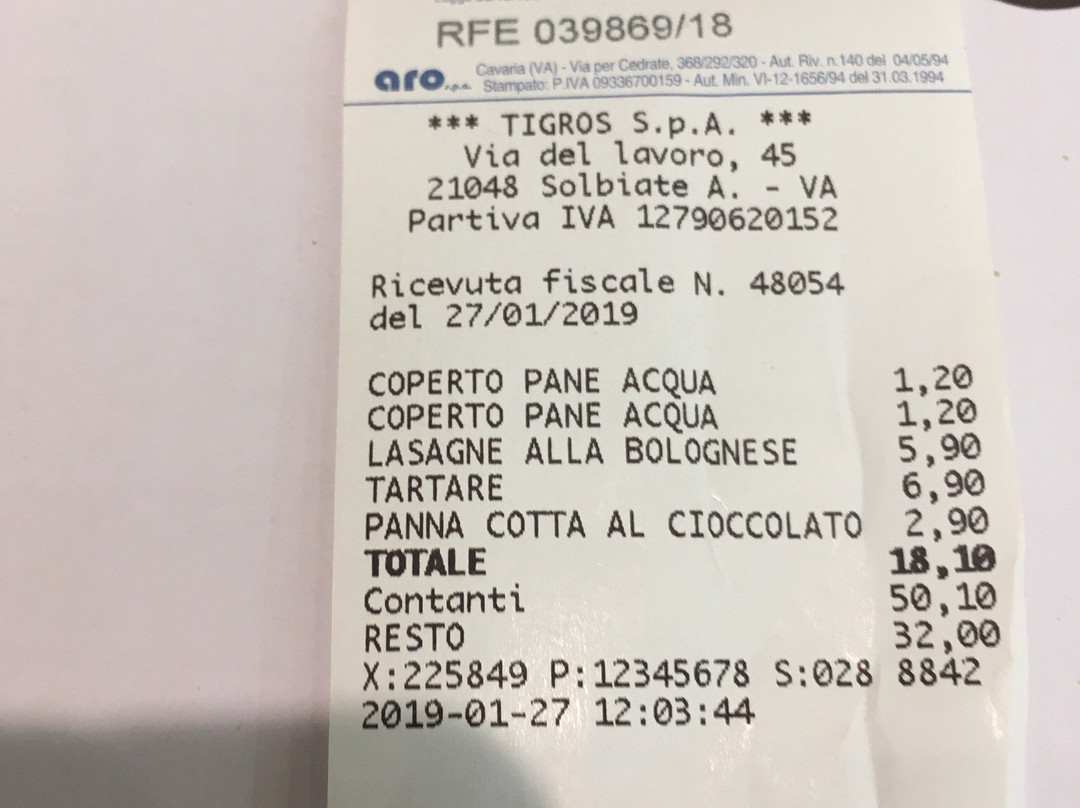 RFE 039869/18
aro s.p.a. Cavaria (VA) - Via per Cedrate, 368/292/320 - Aut. Riv. n.140 del 04/05/94
Stampato: P.IVA 09336700159 - Aut. Min. VI-12-1656/94 del 31.03.1994
*** TIGROS S.p.A. ***
Via del lavoro, 45
21048 Solbiate A. - VA
Partiva IVA 12790620152
Ricevuta fiscale N. 48054
del 27/01/2019
COPERTO PANE ACQUA 1,20
COPERTO PANE ACQUA 1,20
LASAGNE ALLA BOLOGNESE 5,90
TARTARE 6,90
PANNA COTTA AL CIOCCOLATO 2,90
TOTALE 18,10
Contanti 50,10
RESTO 32,00
X:225849 P:12345678 S:028 8842
2019-01-27 12:03:44